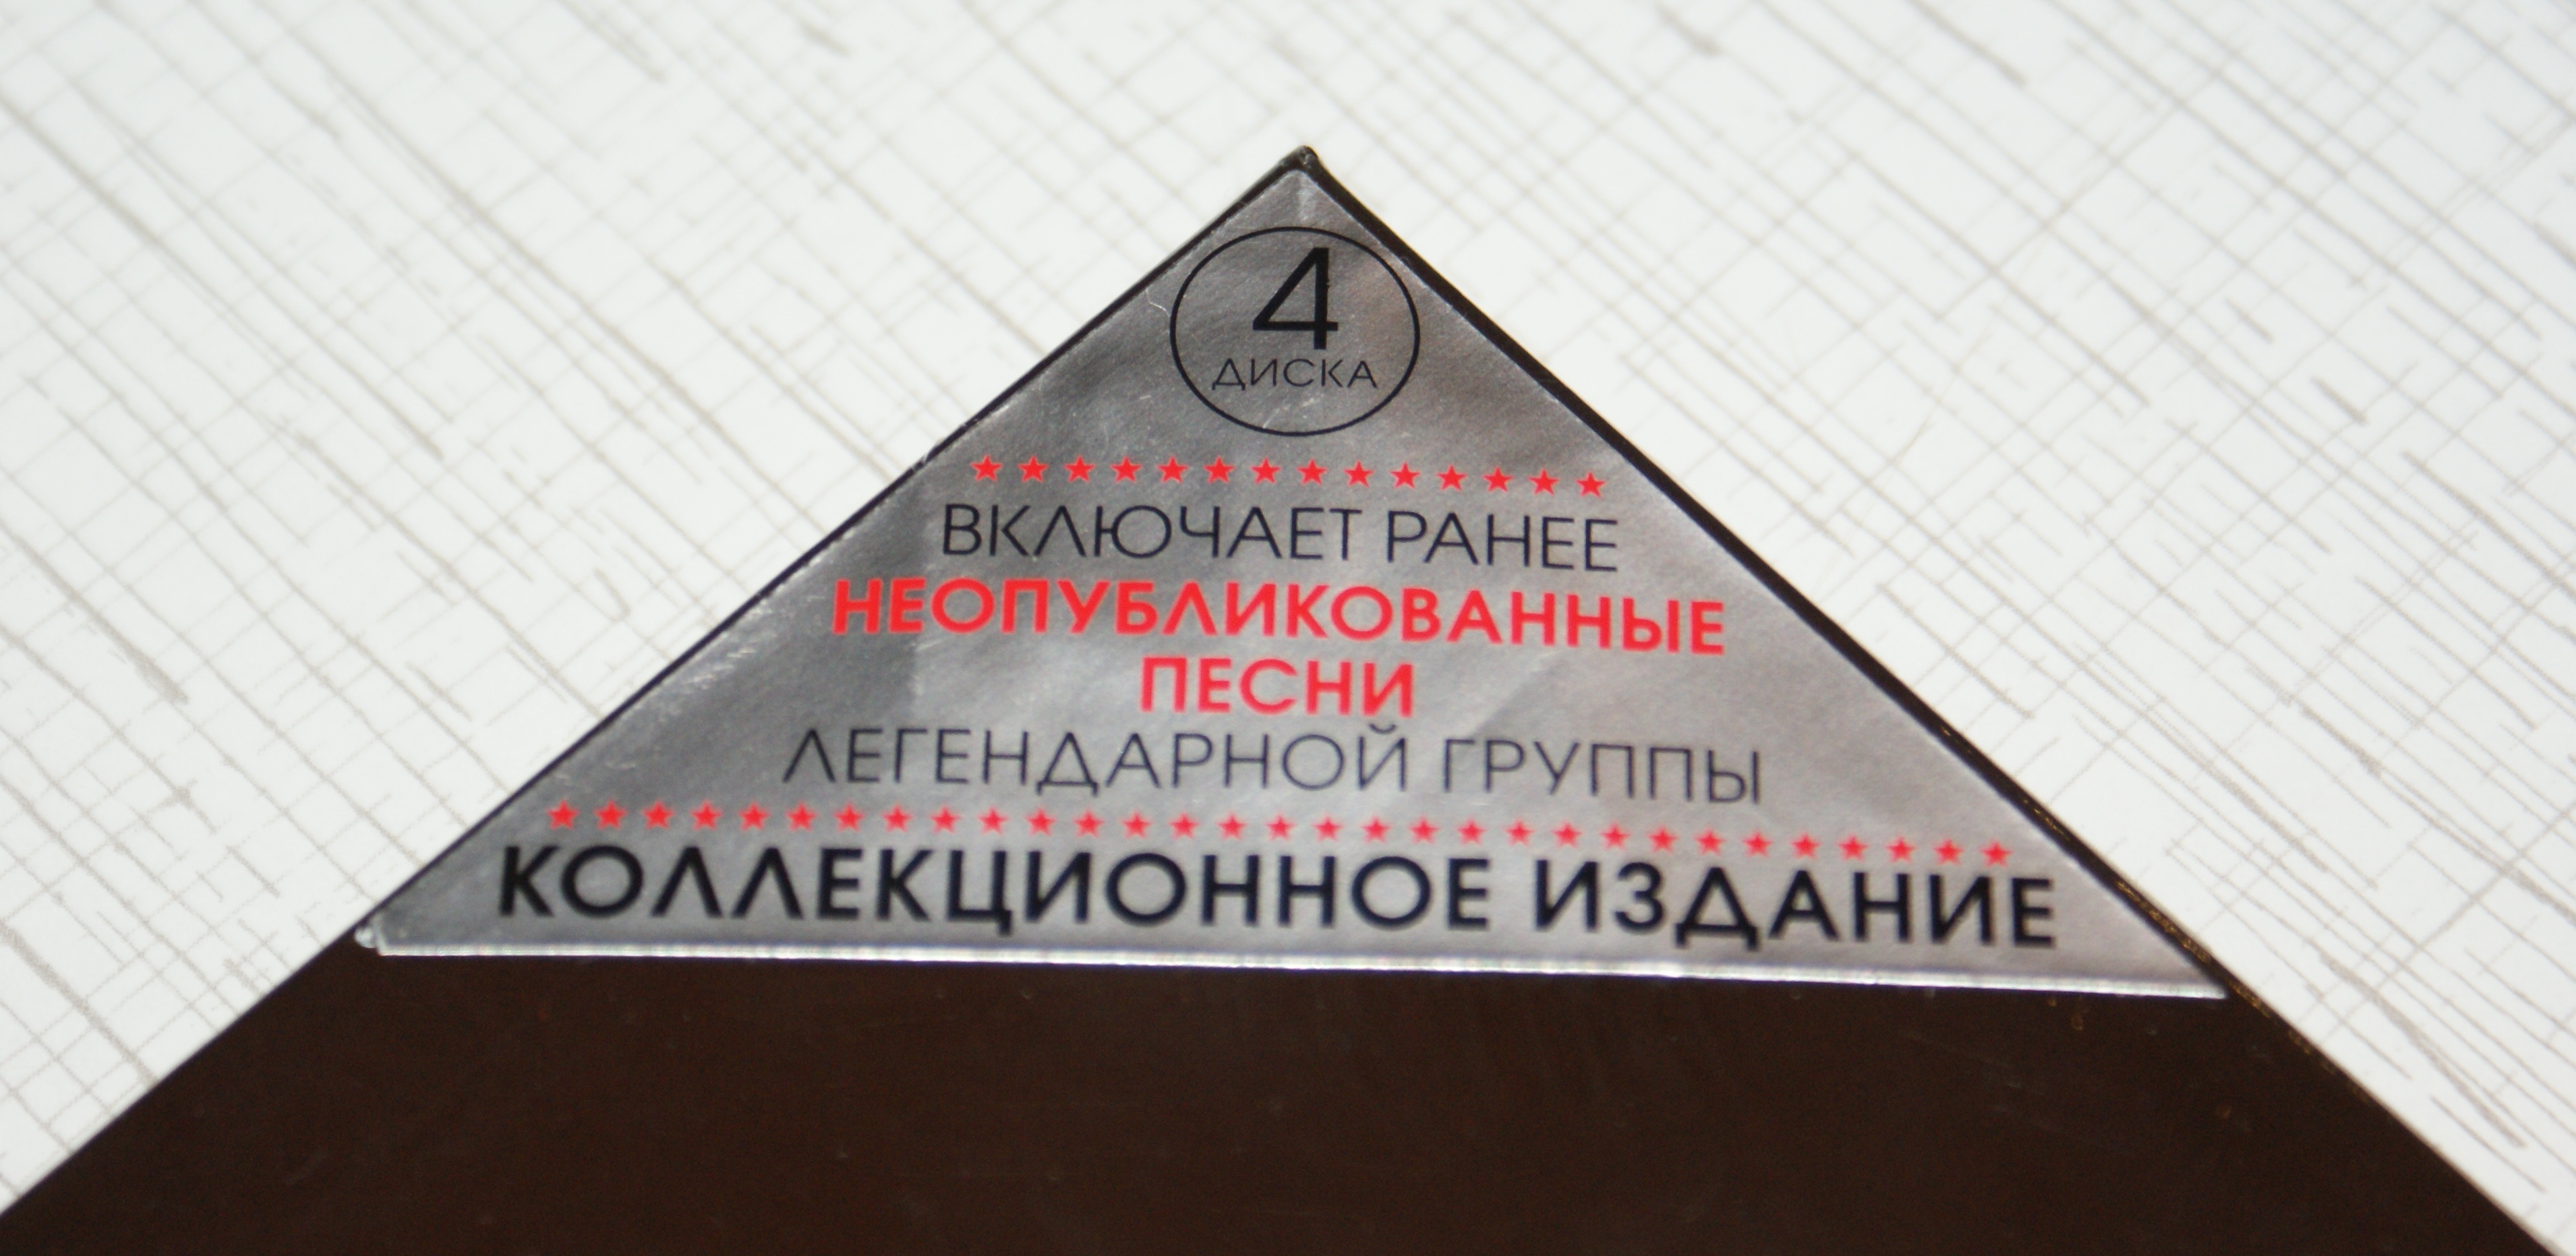 4
ДИСКА
ВКЛЮЧАЕТ РАНЕЕ
НЕОПУБЛИКОВАННЫЕ
ПЕСНИ
ЛЕГЕНДАРНОЙ ГРУППЫ
КОЛЛЕКЦИОННОЕ ИЗДАНИЕ